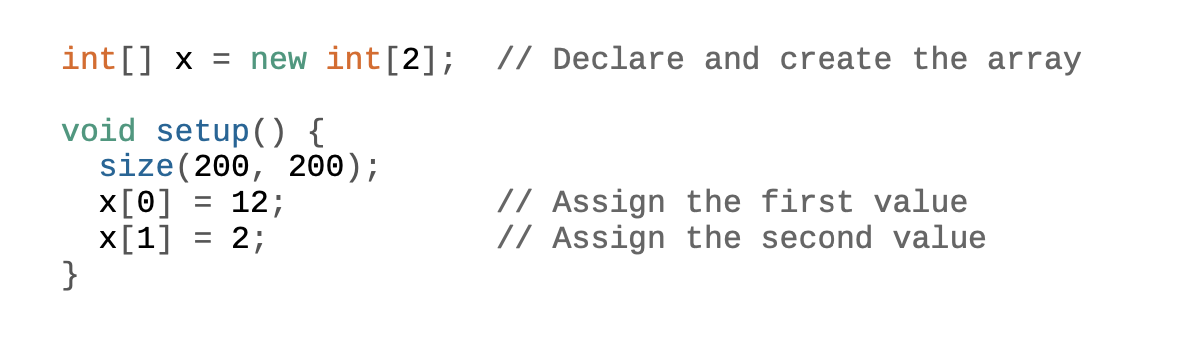 int[] x = new int[2];  // Declare and create the array
void setup() {
  size(200, 200);
  x[0] = 12;           // Assign the first value
  x[1] = 2;            // Assign the second value
}